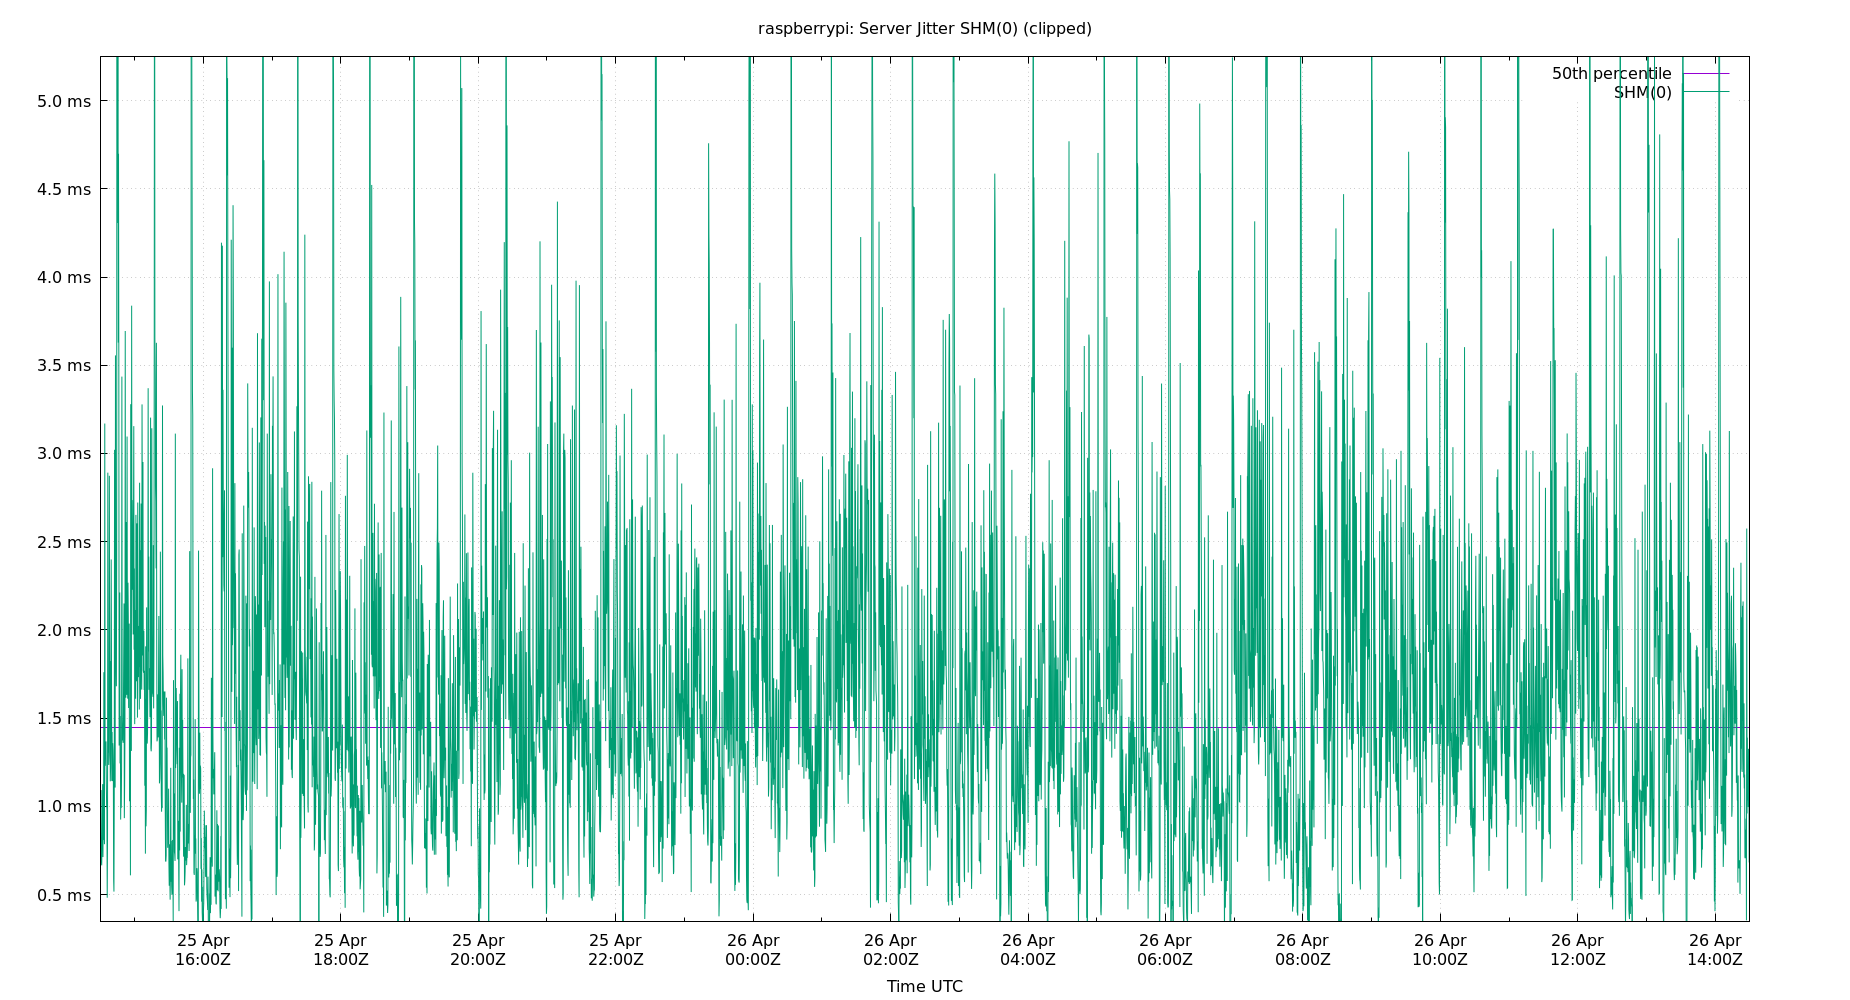 raspberrypi: Server Jitter SHM(0) (clipped)
50th percentile
SHM(0)
5.0 ms
4.5 ms
4.0 ms
3.5 ms
3.0 ms
2.5 ms
2.0 ms
1.5 ms
1.0 ms
0.5 ms
25 Apr 25 Apr 25 Apr 25 Apr 26 Apr 26 Apr 26 Apr 26 Apr 26 Apr 26 Apr 26 Apr 26 Apr
16:00Z 18:00Z 20:00Z 22:00Z 00:00Z 02:00Z 04:00Z 06:00Z 08:00Z 10:00Z 12:00Z 14:00Z
Time UTC